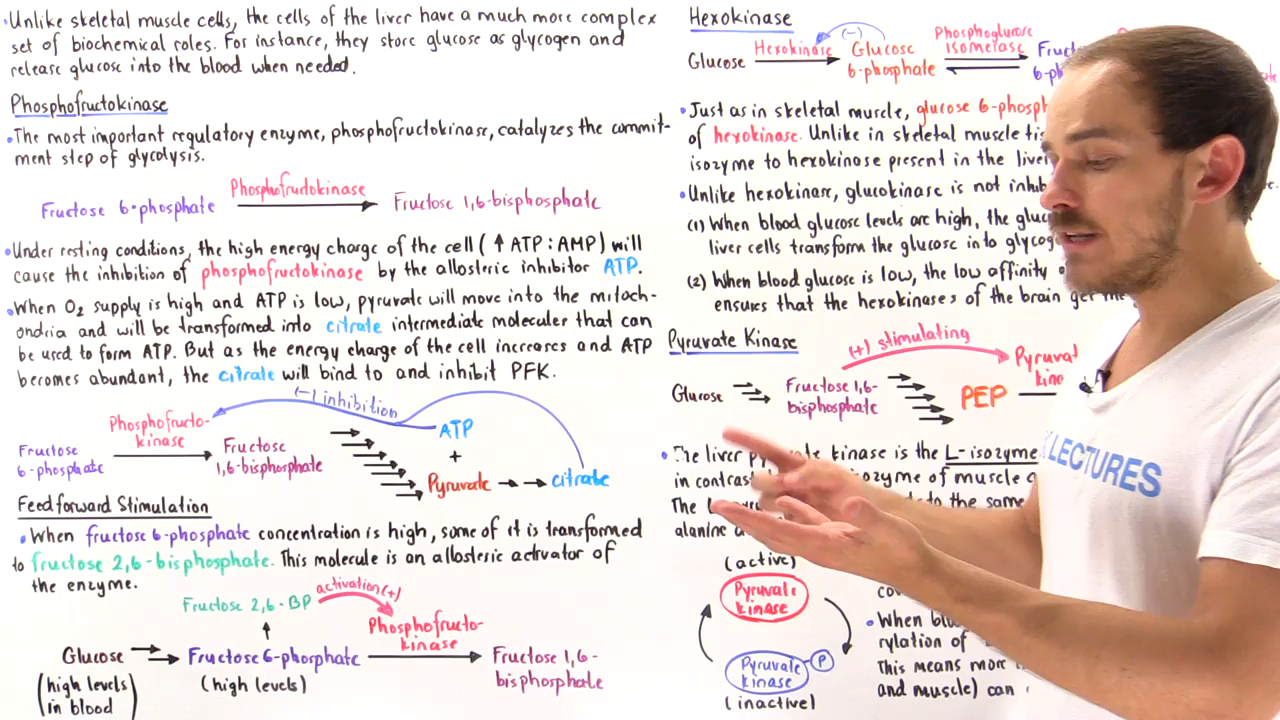 •Unlike skeletal muscle cells, the cells of the liver have a much more complex
set of biochemical roles. For instance, they store glucose as glycogen and
release glucose into the blood when needed.
Phosphofructokinase
•The most important regulatory enzyme, phosphofructokinase, catalyzes the commit-
ment step of glycolysis.
Fructose 6-phosphate Phosphofructokinase Fructose 1,6-bisphosphate
•Under resting conditions, the high energy charge of the cell (↑ATP:AMP) will
cause the inhibition of phosphofructokinase by the allosteric inhibitor ATP.
•When O2 supply is high and ATP is low, pyruvate will move into the mitoch-
ondria and will be transformed into citrate intermediate molecules that can
be used to form ATP. But as the energy charge of the cell increases and ATP
becomes abundant, the citrate will bind to and inhibit PFK.
(-) inhibition
Phosphofructo-
kinase
Fructose
6-phosphate
Fructose
1,6-bisphosphate
ATP
+
Pyruvate
citrate
Feedforward Stimulation
•When fructose 6-phosphate concentration is high, some of it is transformed
to fructose 2,6-bisphosphate. This molecule is an allosteric activator of
the enzyme.
activation(+)
Fructose 2,6-BP
Phosphofructo-
kinase
Glucose
Fructose 6-phosphate
Fructose 1,6-
bisphosphate
(high levels
in blood)
(high levels)
Hexokinase
(-)
Glucose
Hexokinase
Glucose
6-phosphate
Phosphoglucose
isomerase
•Just as in skeletal muscle, glucose 6-phosph
of hexokinase. Unlike in skeletal muscle tis
isozyme to hexokinase present in the liver
•Unlike hexokinase, glucokinase is not inhib
(1) When blood glucose levels are high, the gluc
liver cells transform the glucose into glycog
(2) When blood glucose is low, the low affinity
ensures that the hexokinases of the brain get the
Pyruvate Kinase
(+) stimulating
Glucose
Fructose 1,6-
bisphosphate
PEP
Pyruvat
kina
•The liver pyruvate kinase is the L-isozyme
in contrast ozyme of muscle
The to the same
alanine
(active)
Pyruvate
kinase
Pyruvate
kinase
P
(inactive)
•When blo
rylation of
This means more
and muscle) can
K LECTURES